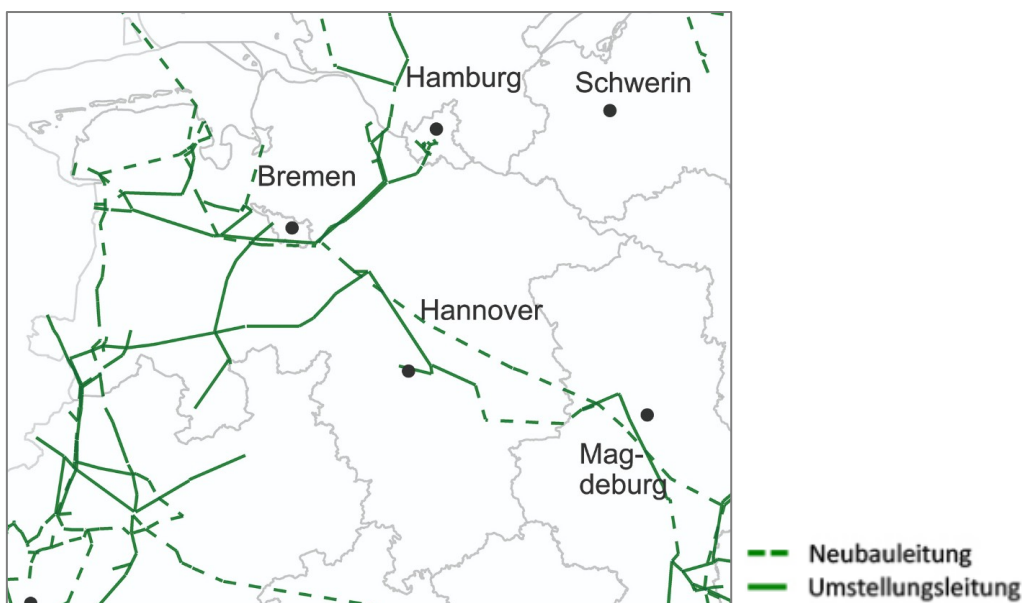 Hamburg
Schwerin
Bremen
Hannover
Mag-
deburg
Neubauleitung
Umstellungsleitung